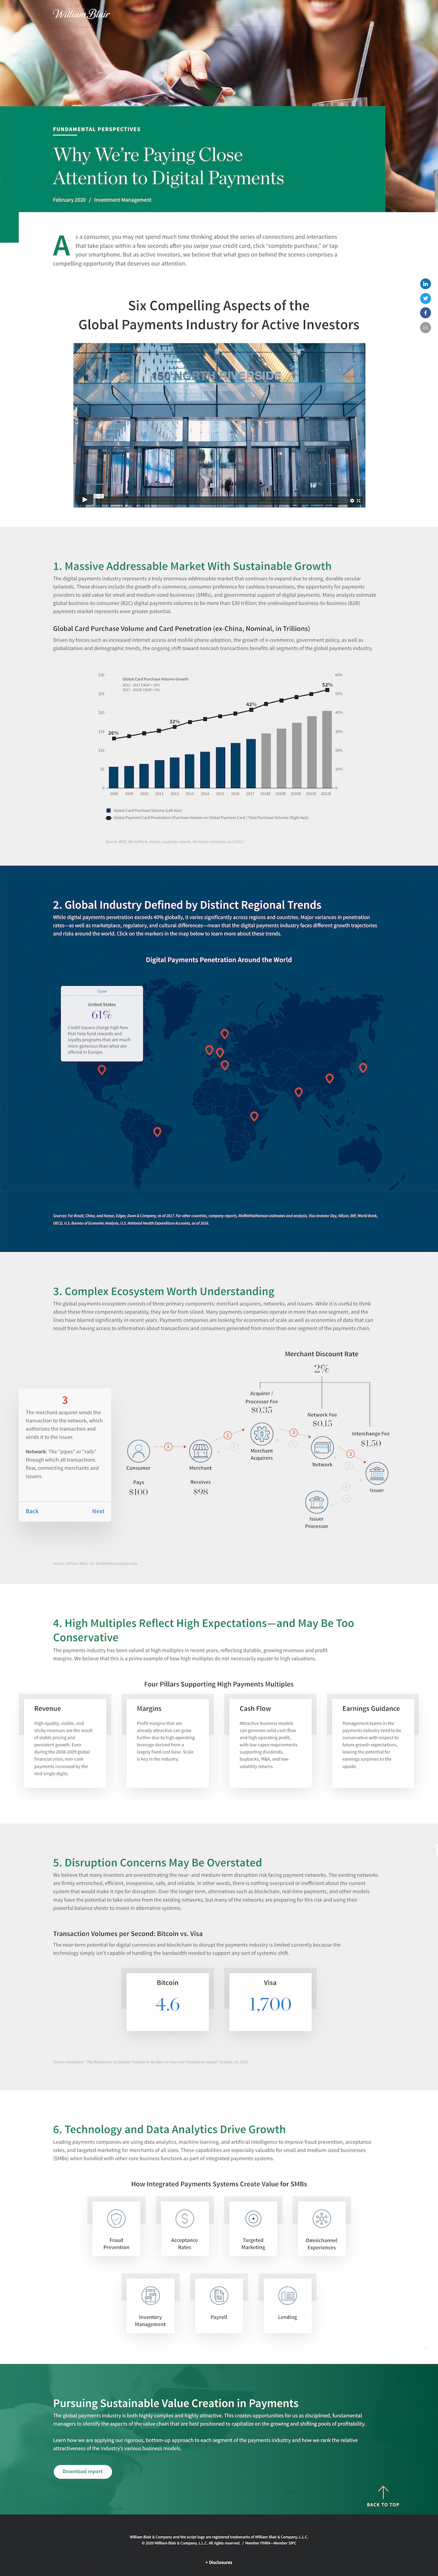 William Blair
FUNDAMENTAL PERSPECTIVES
Why We're Paying Close
Attention to Digital Payments
February 2020 / Investment Management
As a consumer, you may not spend much time thinking about the series of connections and interactions
that take place within a few seconds after you swipe your credit card, click "complete purchase," or tap
your smartphone. But as active investors, we believe that what goes on behind the scenes comprises a
compelling opportunity that deserves our attention.
Six Compelling Aspects of the
Global Payments Industry for Active Investors
150 NORTH RIVERSIDE
1. Massive Addressable Market With Sustainable Growth
The digital payments industry represents a truly enormous addressable market that continues to expand due to strong, durable secular
tailwinds. These drivers include the growth of e-commerce, consumer preference for cashless transactions, the opportunity for payments
providers to add value for small and medium-sized businesses (SMBs), and governmental support of digital payments. Many analysts estimate
global business-to-consumer (B2C) digital payments volumes to be more than $30 trillion; the undeveloped business-to-business (B2B)
payments market represents even greater potential.
Global Card Purchase Volume and Card Penetration (ex-China, Nominal, in Trillions)
Driven by forces such as increased internet access and mobile phone adoption, the growth of e-commerce, government policy, as well as
globalization and demographic trends, the ongoing shift toward noncash transactions benefits all segments of the global payments industry.
$30 60%
Global Card Purchase Volume Growth
52%
$25 50%
42%
$20 40%
32%
26%
$15 30%
$10 20%
$5 10%
0 0
2008 2009 2010 2011 2012 2013 2014 2015 2016 2017 2018E 2019E 2020E 2021E 2022E
Global Card Purchase Volume (Left Axis)
Global Payment Card Penetration (Purchase Volume on Global Payment Card / Total Purchase Volume) (Right Axis)
2. Global Industry Defined by Distinct Regional Trends
While digital payments penetration exceeds 40% globally, it varies significantly across regions and countries. Major variances in penetration
rates—as well as marketplace, regulatory, and cultural differences—mean that the digital payments industry faces different growth trajectories
and risks around the world. Click on the markers in the map below to learn more about these trends.
Digital Payments Penetration Around the World
Close
United States
61%
Credit issuers charge high fees
that help fund rewards and
loyalty programs that are much
more generous than what are
offered in Europe.
Sources: For Brazil, China, and Kenya, Edgar, Dunn & Company, as of 2017. For other countries, company reports, MoffettNathanson estimates and analysis, Visa Investor Day, Nilson, IMF, World Bank,
OECD, U.S. Bureau of Economic Analysis, U.S. National Health Expenditure Accounts, as of 2016.
3. Complex Ecosystem Worth Understanding
The global payments ecosystem consists of three primary components: merchant acquirers, networks, and issuers. While it is useful to think
about these three components separately, they are far from siloed. Many payments companies operate in more than one segment, and the
lines have blurred significantly in recent years. Payments companies are looking for economies of scale as well as economies of data that can
result from having access to information about transactions and consumers generated from more than one segment of the payments chain.
Merchant Discount Rate
2%
3
The merchant acquirer sends the
transaction to the network, which
authorizes the transaction and
sends it to the issuer.
Network: The "pipes" or "rails"
through which all transactions
flow, connecting merchants and
issuers.
Back Next
Acquirer /
Processor Fee
$0.35
Network Fee
$0.15
Interchange Fee
$1.50
1
2
3
3
Consumer
Pays
$100
Merchant
Receives
$98
Merchant
Acquirers
Network
Issuer
Issuer
Processor
Source: William Blair. For illustrative purposes only.
4. High Multiples Reflect High Expectations—and May Be Too
Conservative
The payments industry has been trading at high multiples in recent years, reflecting durable, growing revenues and profit
margins. We believe that this is a prime example of how high multiples do not necessarily equate to high valuations.
Four Pillars Supporting High Payments Multiples
Revenue
High-quality, visible, and
sticky revenues are the result
of stable pricing and
persistent growth. Even
during the 2008-2009 global
financial crisis, non-cash
payments increased by the
mid-single digits.
Margins
Profit margins that are
already attractive can grow
further due to high operating
leverage derived from a
largely fixed cost base. Scale
is key in the industry.
Cash Flow
Attractive business models
can generate solid cash flow
and high operating profit,
with low capex requirements
supporting dividends,
buybacks, M&A, and low-
volatility returns.
Earnings Guidance
Management teams in the
payments industry tend to be
conservative with respect to
future growth expectations,
leaving the potential for
earnings surprises to the
upside.
5. Disruption Concerns May Be Overstated
We believe that many investors are overestimating the near- and medium-term disruption risk facing payment networks. The existing networks
are firmly entrenched, efficient, inexpensive, safe, and reliable. In other words, there is nothing overpriced or inefficient about the current
system that would make it ripe for disruption. Over the longer term, alternatives such as blockchain, real-time payments, and other models
may have the potential to take volume from the existing networks, but many of the networks are preparing for this risk and using their
powerful balance sheets to invest in alternative systems.
Transaction Volumes per Second: Bitcoin vs. Visa
The near-term potential for digital currencies and blockchain to disrupt the payments industry is limited currently because the
technology simply isn't capable of handling the bandwidth needed to support any sort of systemic shift.
Bitcoin
4.6
Visa
1,700
6. Technology and Data Analytics Drive Growth
Leading payments companies are using data analytics, machine learning, and artificial intelligence to improve fraud prevention, acceptance
rates, and targeted marketing for merchants of all sizes. These capabilities are especially valuable for small and medium-sized businesses
(SMBs) when bundled with other core business functions as part of integrated payments systems.
How Integrated Payments Systems Create Value for SMBs
Fraud
Prevention
Acceptance
Rates
Targeted
Marketing
Omnichannel
Experiences
Inventory
Management
Payroll
Lending
Pursuing Sustainable Value Creation in Payments
The global payments industry is both highly complex and highly attractive. This creates opportunities for us as disciplined, fundamental
managers to identify the aspects of the value chain that are best positioned to capitalize on the growing and shifting pools of profitability.
Learn how we are applying our rigorous, bottom-up approach to each segment of the payments industry and how we rank the relative
attractiveness of the industry's various business models.
Download report
BACK TO TOP
William Blair & Company and the script logo are registered trademarks of William Blair & Company, L.L.C.
© 2020 William Blair & Company, L.L.C. All rights reserved. / Member FINRA—Member SIPC
+ Disclosures